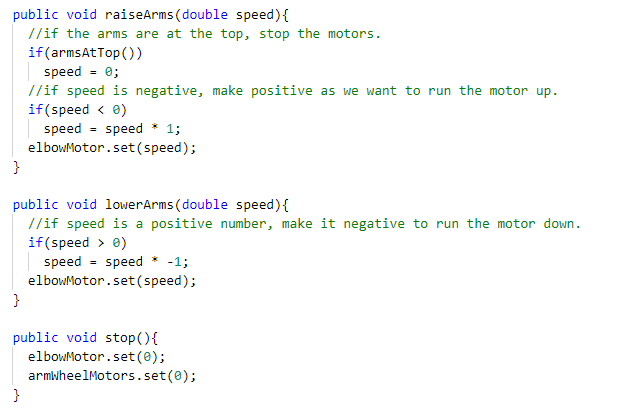 public void raiseArms(double speed){
  //if the arms are at the top, stop the motors.
  if(armsAtTop())
    speed = 0;
  //if speed is negative, make positive as we want to run the motor up.
  if(speed < 0)
    speed = speed * 1;
  elbowMotor.set(speed);
}

public void lowerArms(double speed){
  //if speed is a positive number, make it negative to run the motor down.
  if(speed > 0)
    speed = speed * -1;
  elbowMotor.set(speed);
}

public void stop(){
  elbowMotor.set(0);
  armWheelMotors.set(0);
}